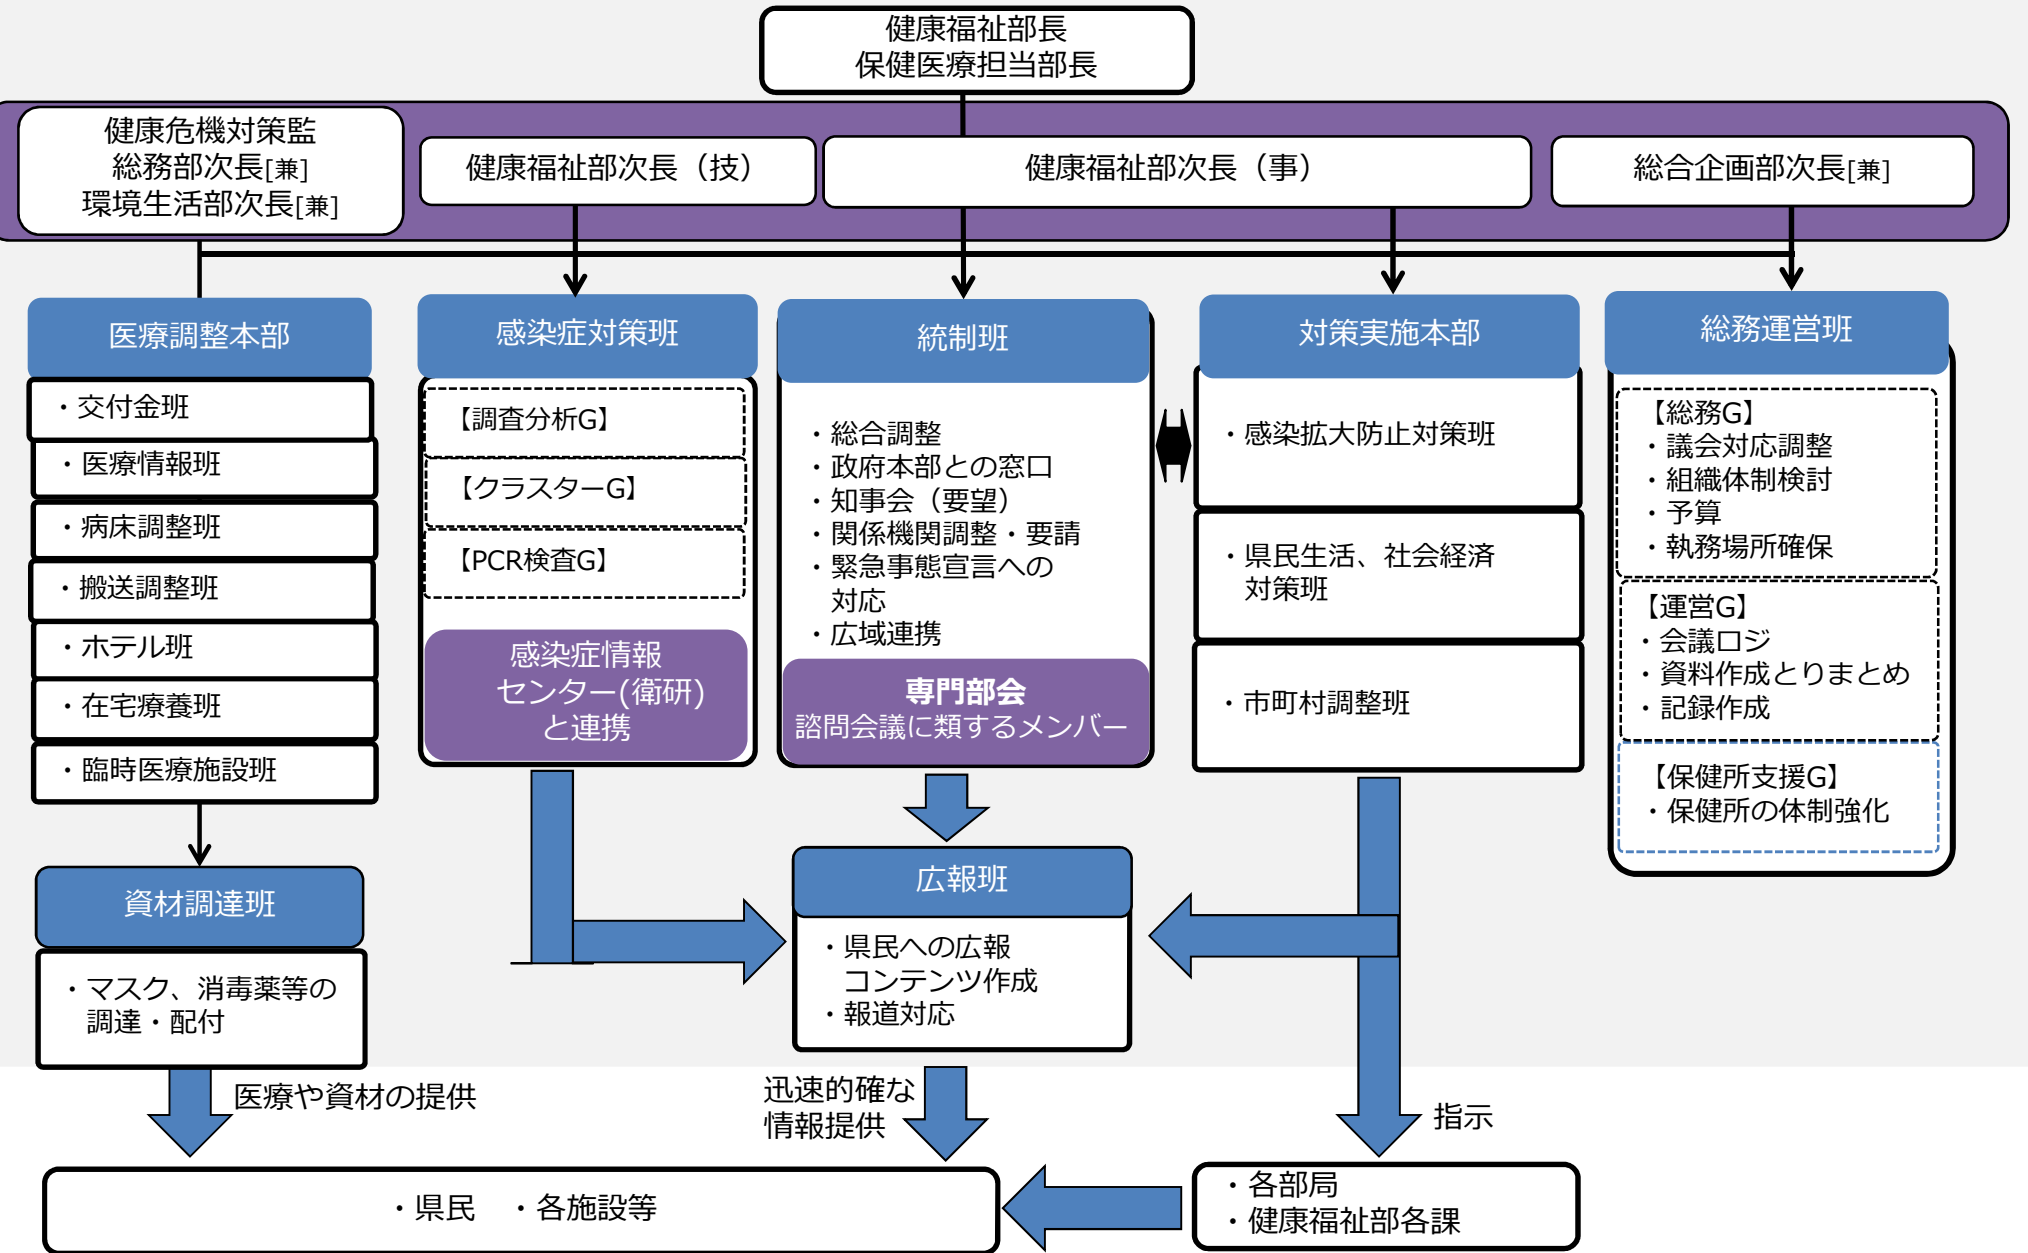 健康福祉部長
保健医療担当部長
健康危機対策監
総務部次長[兼]
環境生活部次長[兼]
健康福祉部次長（技）
健康福祉部次長（事）
総合企画部次長[兼]
医療調整本部
・交付金班
・医療情報班
・病床調整班
・搬送調整班
・ホテル班
・在宅療養班
・臨時医療施設班
資材調達班
・マスク、消毒薬等の
調達・配付
感染症対策班
【調査分析G】
【クラスターG】
【PCR検査G】
感染症情報
センター(衛研)
と連携
統制班
・総合調整
・政府本部との窓口
・知事会（要望）
・関係機関調整・要請
・緊急事態宣言への
対応
・広域連携
専門部会
諮問会議に類するメンバー
対策実施本部
・感染拡大防止対策班
・県民生活、社会経済
対策班
・市町村調整班
総務運営班
【総務G】
・議会対応調整
・組織体制検討
・予算
・執務場所確保
【運営G】
・会議ロジ
・資料作成とりまとめ
・記録作成
【保健所支援G】
・保健所の体制強化
広報班
・県民への広報
コンテンツ作成
・報道対応
医療や資材の提供
迅速的確な
情報提供
指示
・県民　・各施設等
・各部局
・健康福祉部各課